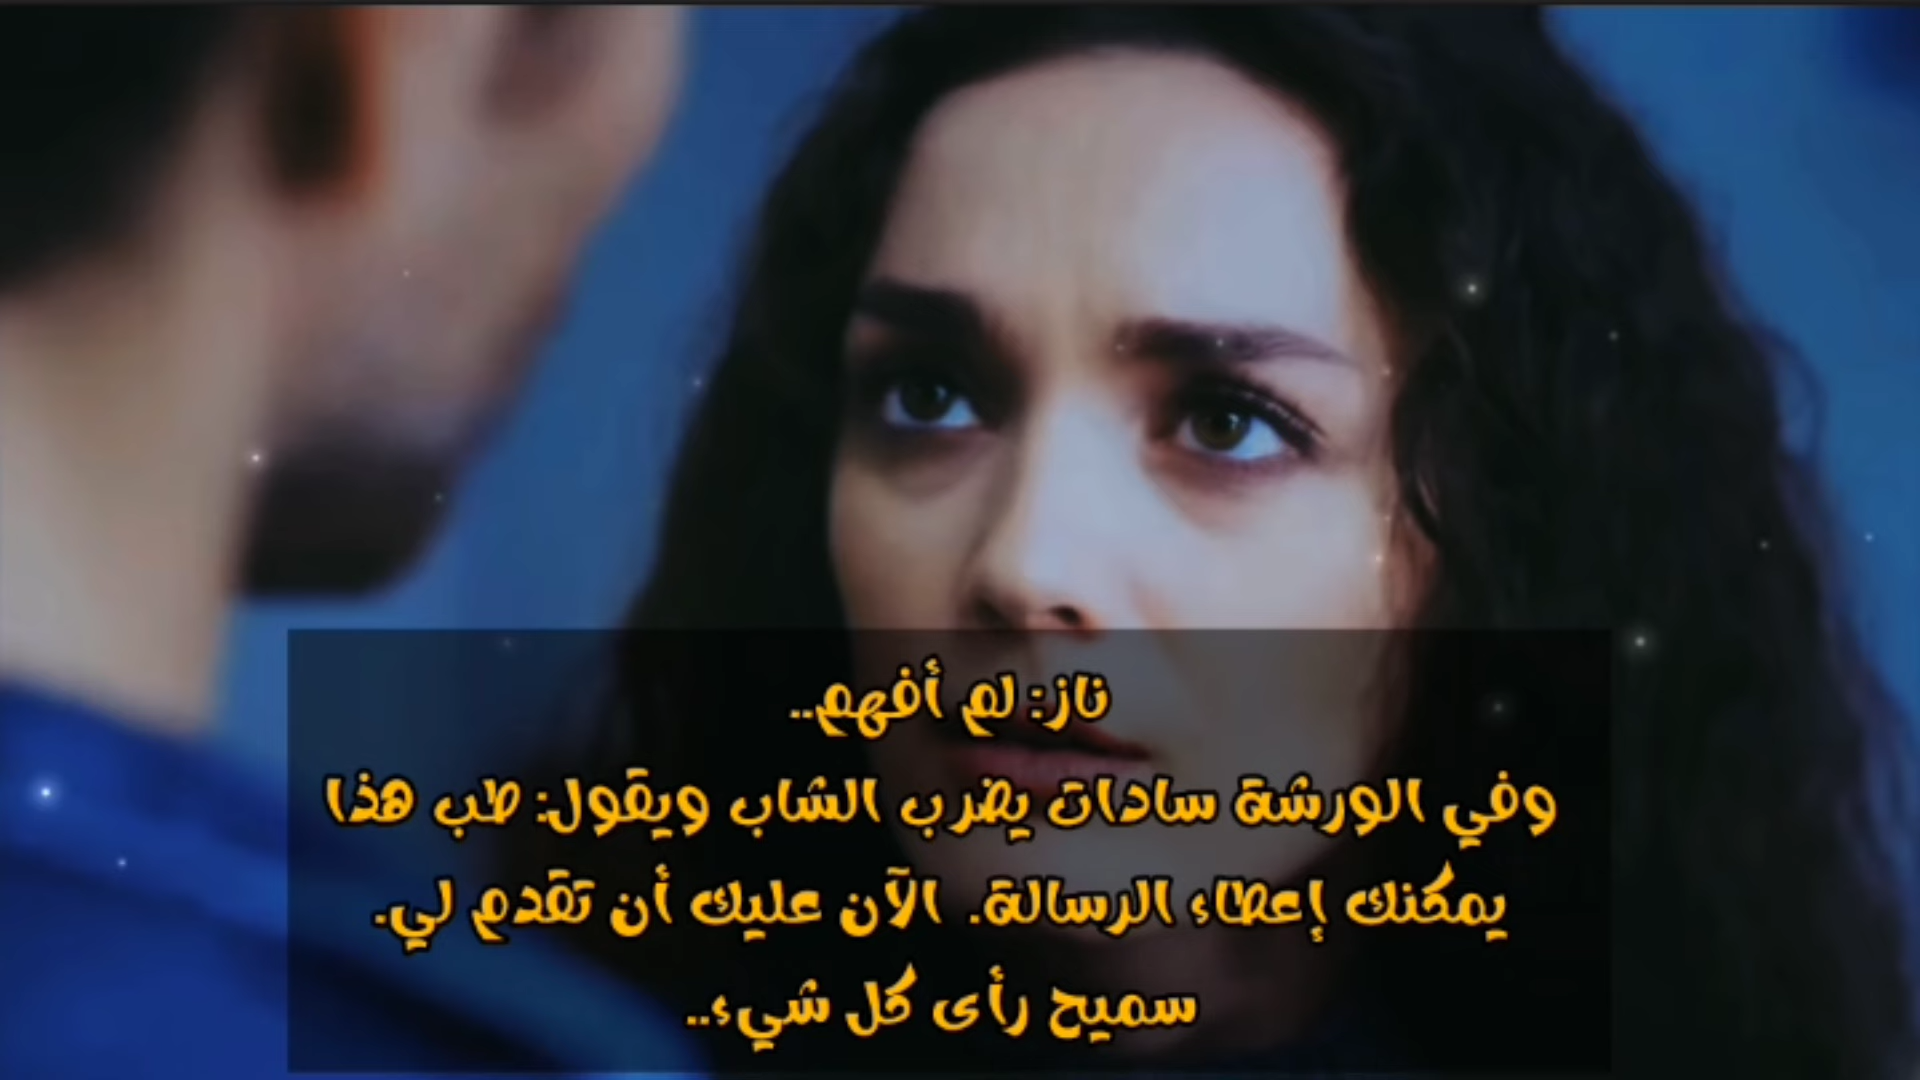 ناز: لم أفهم..
وفي الورشة سادات يضرب الشاب ويقول: طب هذا
يمكنك إعطاء الرسالة. الآن عليك أن تقدم لي.
سميح رأى كل شيء..